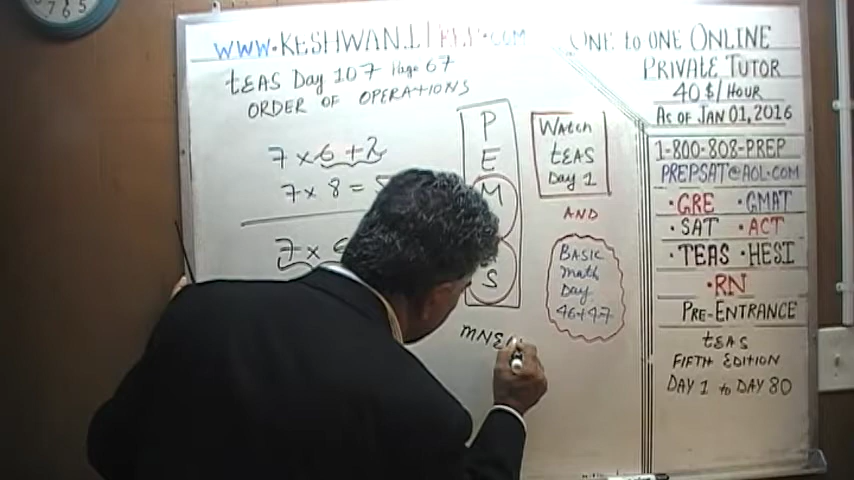 WWW.KESHWANI PREP.COM
tEAS Day 107 Page 67
ORDER OF OPERATIONS
7 × 6 + 2
7 × 8 =
7 ×
P
E
M
S
MNE
Watch
tEAS
Day 1
AND
BASIC
math
Day
46+47
ONE to ONE ONLINE
PRIVATE TUTOR
40$/HOUR
AS OF JAN 01, 2016
1-800-808-PREP
PREPSAT@AOL.COM
·GRE ·GMAT
·SAT ·ACT
·TEAS ·HESI
·RN
PRE-ENTRANCE
tEAS
FIFTH EDITION
DAY 1 to DAY 80
7 6 5